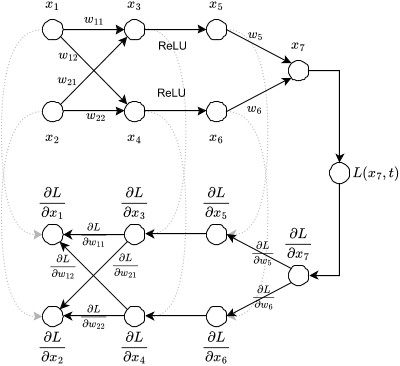 x₁ x₃ x₅
w₁₁ ReLU w₅ x₇
w₁₂
w₂₁ ReLU w₆
w₂₂
x₂ x₄ x₆
L(x₇, t)
∂L/∂x₁ ∂L/∂x₃ ∂L/∂x₅
∂L/∂w₁₁ ∂L/∂w₅ ∂L/∂x₇
∂L/∂w₁₂ ∂L/∂w₂₁
∂L/∂w₂₂ ∂L/∂w₆
∂L/∂x₂ ∂L/∂x₄ ∂L/∂x₆